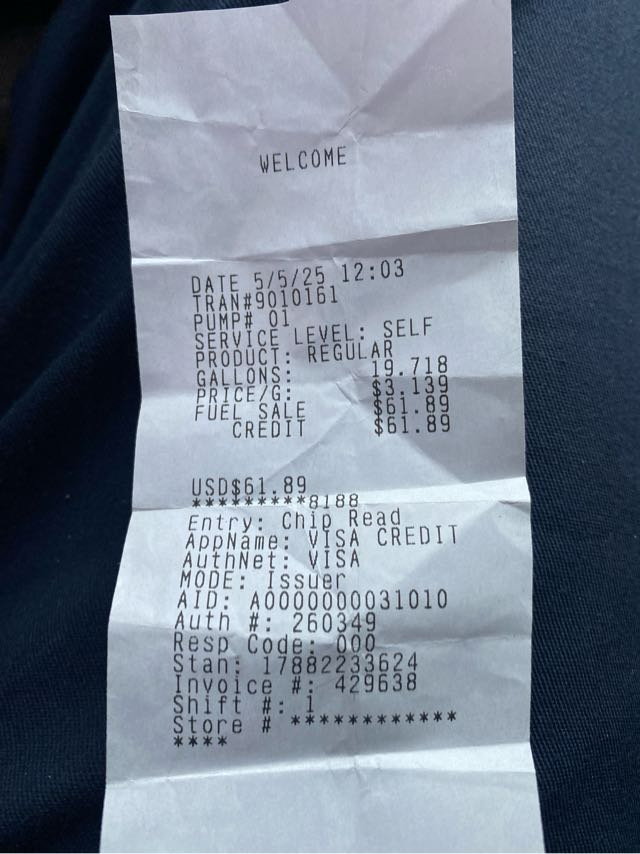 WELCOME
DATE 5/5/25 12:03
TRAN#9010161
PUMP# 01
SERVICE LEVEL: SELF
PRODUCT: REGULAR
GALLONS: 19.718
PRICE/G: $3.139
FUEL SALE $61.89
CREDIT $61.89
USD$61.89
*********8188
Entry: Chip Read
AppName: VISA CREDIT
AuthNet: VISA
MODE: Issuer
AID: A0000000031010
Auth #: 260349
Resp Code: 000
Stan: 17882233624
Invoice #: 429638
Shift #: 1
Store # ************
****